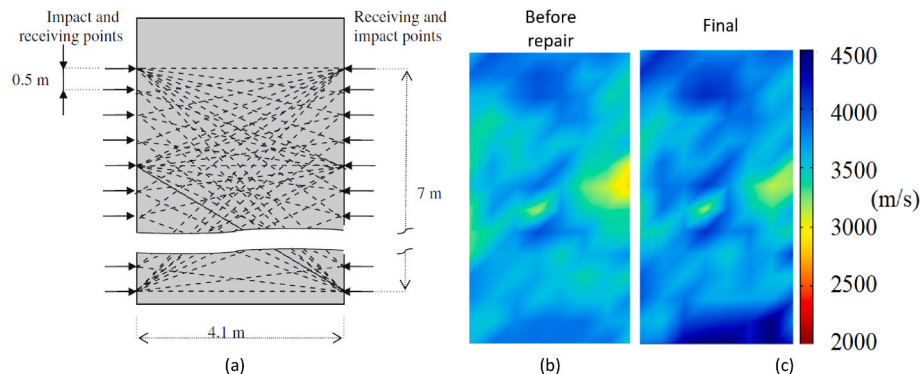 Impact and
receiving points
0.5 m
Receiving and
impact points
7 m
4.1 m
(a)
Before
repair
(b)
Final
(c)
4500
4000
3500
(m/s)
3000
2500
2000